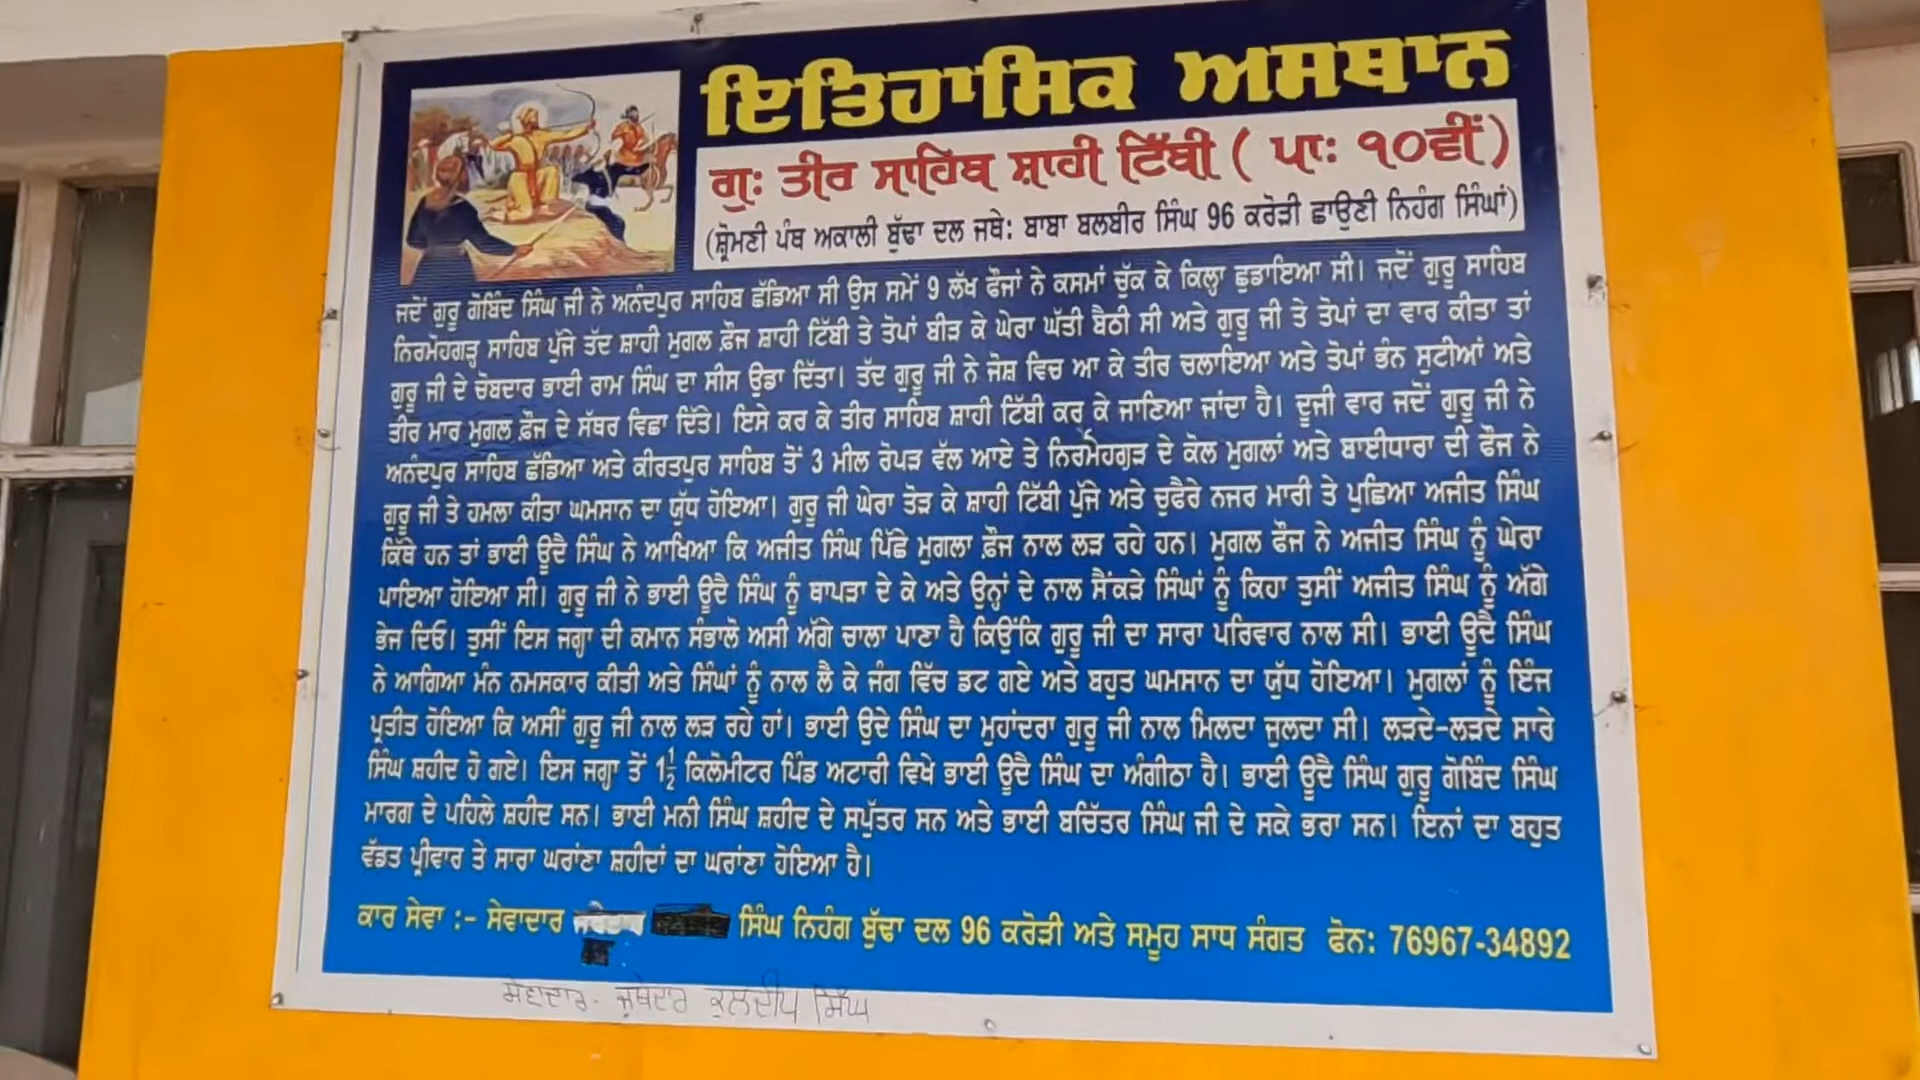 ਇਤਿਹਾਸਿਕ ਅਸਥਾਨ
ਗੁ: ਤੀਰ ਸਾਹਿਬ ਸ਼ਾਹੀ ਟਿੱਬੀ ( ਪਾ: ੧੦ਵੀਂ )
(ਸ਼੍ਰੋਮਣੀ ਪੰਥ ਅਕਾਲੀ ਬੁੱਢਾ ਦਲ ਜਥੇ: ਬਾਬਾ ਬਲਬੀਰ ਸਿੰਘ 96 ਕਰੋੜੀ ਛਾਉਣੀ ਨਿਹੰਗ ਸਿੰਘਾਂ)
ਜਦੋਂ ਗੁਰੂ ਗੋਬਿੰਦ ਸਿੰਘ ਜੀ ਨੇ ਅਨੰਦਪੁਰ ਸਾਹਿਬ ਛੱਡਿਆ ਸੀ ਉਸ ਸਮੇਂ 9 ਲੱਖ ਫੌਜਾਂ ਨੇ ਕਸਮਾਂ ਚੁੱਕ ਕੇ ਕਿਲ੍ਹਾ ਛੁਡਾਇਆ ਸੀ। ਜਦੋਂ ਗੁਰੂ ਸਾਹਿਬ
ਨਿਰਮੋਹਗੜ੍ਹ ਸਾਹਿਬ ਪੁੱਜੇ ਤੱਦ ਸ਼ਾਹੀ ਮੁਗਲ ਫ਼ੌਜ ਸ਼ਾਹੀ ਟਿੱਬੀ ਤੇ ਤੋਪਾਂ ਬੀੜ ਕੇ ਘੇਰਾ ਘੱਤੀ ਬੈਠੀ ਸੀ ਅਤੇ ਗੁਰੂ ਜੀ ਤੇ ਤੋਪਾਂ ਦਾ ਵਾਰ ਕੀਤਾ ਤਾਂ
ਗੁਰੂ ਜੀ ਦੇ ਚੋਬਦਾਰ ਭਾਈ ਰਾਮ ਸਿੰਘ ਦਾ ਸੀਸ ਉਡਾ ਦਿੱਤਾ। ਤੱਦ ਗੁਰੂ ਜੀ ਨੇ ਜੋਸ਼ ਵਿਚ ਆ ਕੇ ਤੀਰ ਚਲਾਇਆ ਅਤੇ ਤੋਪਾਂ ਭੰਨ ਸੁਟੀਆਂ ਅਤੇ
ਤੀਰ ਮਾਰ ਮੁਗਲ ਫ਼ੌਜ ਦੇ ਸੱਥਰ ਵਿਛਾ ਦਿੱਤੇ। ਇਸੇ ਕਰ ਕੇ ਤੀਰ ਸਾਹਿਬ ਸ਼ਾਹੀ ਟਿੱਬੀ ਕਰ ਕੇ ਜਾਣਿਆ ਜਾਂਦਾ ਹੈ। ਦੂਜੀ ਵਾਰ ਜਦੋਂ ਗੁਰੂ ਜੀ ਨੇ
ਅਨੰਦਪੁਰ ਸਾਹਿਬ ਛੱਡਿਆ ਅਤੇ ਕੀਰਤਪੁਰ ਸਾਹਿਬ ਤੋਂ 3 ਮੀਲ ਰੋਪੜ ਵੱਲ ਆਏ ਤੇ ਨਿਰਮੋਹਗੜ ਦੇ ਕੋਲ ਮੁਗਲਾਂ ਅਤੇ ਬਾਈਧਾਰਾ ਦੀ ਫੌਜ ਨੇ
ਗੁਰੂ ਜੀ ਤੇ ਹਮਲਾ ਕੀਤਾ ਘਮਸਾਨ ਦਾ ਯੁੱਧ ਹੋਇਆ। ਗੁਰੂ ਜੀ ਘੇਰਾ ਤੋੜ ਕੇ ਸ਼ਾਹੀ ਟਿੱਬੀ ਪੁੱਜੇ ਅਤੇ ਚੁਫੈਰੇ ਨਜਰ ਮਾਰੀ ਤੇ ਪੁਛਿਆ ਅਜੀਤ ਸਿੰਘ
ਕਿੱਥੇ ਹਨ ਤਾਂ ਭਾਈ ਊਦੈ ਸਿੰਘ ਨੇ ਆਖਿਆ ਕਿ ਅਜੀਤ ਸਿੰਘ ਪਿੱਛੇ ਮੁਗਲਾ ਫ਼ੌਜ ਨਾਲ ਲੜ ਰਹੇ ਹਨ। ਮੁਗਲ ਫੌਜ ਨੇ ਅਜੀਤ ਸਿੰਘ ਨੂੰ ਘੇਰਾ
ਪਾਇਆ ਹੋਇਆ ਸੀ। ਗੁਰੂ ਜੀ ਨੇ ਭਾਈ ਊਦੈ ਸਿੰਘ ਨੂੰ ਥਾਪੜਾ ਦੇ ਕੇ ਅਤੇ ਉਨ੍ਹਾਂ ਦੇ ਨਾਲ ਸੈਂਕੜੇ ਸਿੰਘਾਂ ਨੂੰ ਕਿਹਾ ਤੁਸੀਂ ਅਜੀਤ ਸਿੰਘ ਨੂੰ ਅੱਗੇ
ਭੇਜ ਦਿਓ। ਤੁਸੀਂ ਇਸ ਜਗ੍ਹਾ ਦੀ ਕਮਾਨ ਸੰਭਾਲੋ ਅਸੀ ਅੱਗੇ ਚਾਲਾ ਪਾਣਾ ਹੈ ਕਿਉਂਕਿ ਗੁਰੂ ਜੀ ਦਾ ਸਾਰਾ ਪਰਿਵਾਰ ਨਾਲ ਸੀ। ਭਾਈ ਊਦੈ ਸਿੰਘ
ਨੇ ਆਗਿਆ ਮੰਨ ਨਮਸਕਾਰ ਕੀਤੀ ਅਤੇ ਸਿੰਘਾਂ ਨੂੰ ਨਾਲ ਲੈ ਕੇ ਜੰਗ ਵਿੱਚ ਡਟ ਗਏ ਅਤੇ ਬਹੁਤ ਘਮਸਾਨ ਦਾ ਯੁੱਧ ਹੋਇਆ। ਮੁਗਲਾਂ ਨੂੰ ਇੰਜ
ਪ੍ਰਤੀਤ ਹੋਇਆ ਕਿ ਅਸੀਂ ਗੁਰੂ ਜੀ ਨਾਲ ਲੜ ਰਹੇ ਹਾਂ। ਭਾਈ ਉਦੇ ਸਿੰਘ ਦਾ ਮੁਹਾਂਦਰਾ ਗੁਰੂ ਜੀ ਨਾਲ ਮਿਲਦਾ ਜੁਲਦਾ ਸੀ। ਲੜਦੇ-ਲੜਦੇ ਸਾਰੇ
ਸਿੰਘ ਸ਼ਹੀਦ ਹੋ ਗਏ। ਇਸ ਜਗ੍ਹਾ ਤੋਂ 1½ ਕਿਲੋਮੀਟਰ ਪਿੰਡ ਅਟਾਰੀ ਵਿਖੇ ਭਾਈ ਊਦੈ ਸਿੰਘ ਦਾ ਅੰਗੀਠਾ ਹੈ। ਭਾਈ ਊਦੈ ਸਿੰਘ ਗੁਰੂ ਗੋਬਿੰਦ ਸਿੰਘ
ਮਾਰਗ ਦੇ ਪਹਿਲੇ ਸ਼ਹੀਦ ਸਨ। ਭਾਈ ਮਨੀ ਸਿੰਘ ਸ਼ਹੀਦ ਦੇ ਸਪੁੱਤਰ ਸਨ ਅਤੇ ਭਾਈ ਬਚਿੱਤਰ ਸਿੰਘ ਜੀ ਦੇ ਸਕੇ ਭਰਾ ਸਨ। ਇਨਾਂ ਦਾ ਬਹੁਤ
ਵੱਡਤ ਪ੍ਰੀਵਾਰ ਤੇ ਸਾਰਾ ਘਰਾਂਣਾ ਸ਼ਹੀਦਾਂ ਦਾ ਘਰਾਂਣਾ ਹੋਇਆ ਹੈ।
ਕਾਰ ਸੇਵਾ :- ਸੇਵਾਦਾਰ ਸਿੰਘ ਨਿਹੰਗ ਬੁੱਢਾ ਦਲ 96 ਕਰੋੜੀ ਅਤੇ ਸਮੂਹ ਸਾਧ ਸੰਗਤ ਫੋਨ: 76967-34892
ਸੇਵਾਦਾਰ- ਜਥੇਦਾਰ ਕੁਲਦੀਪ ਸਿੰਘ